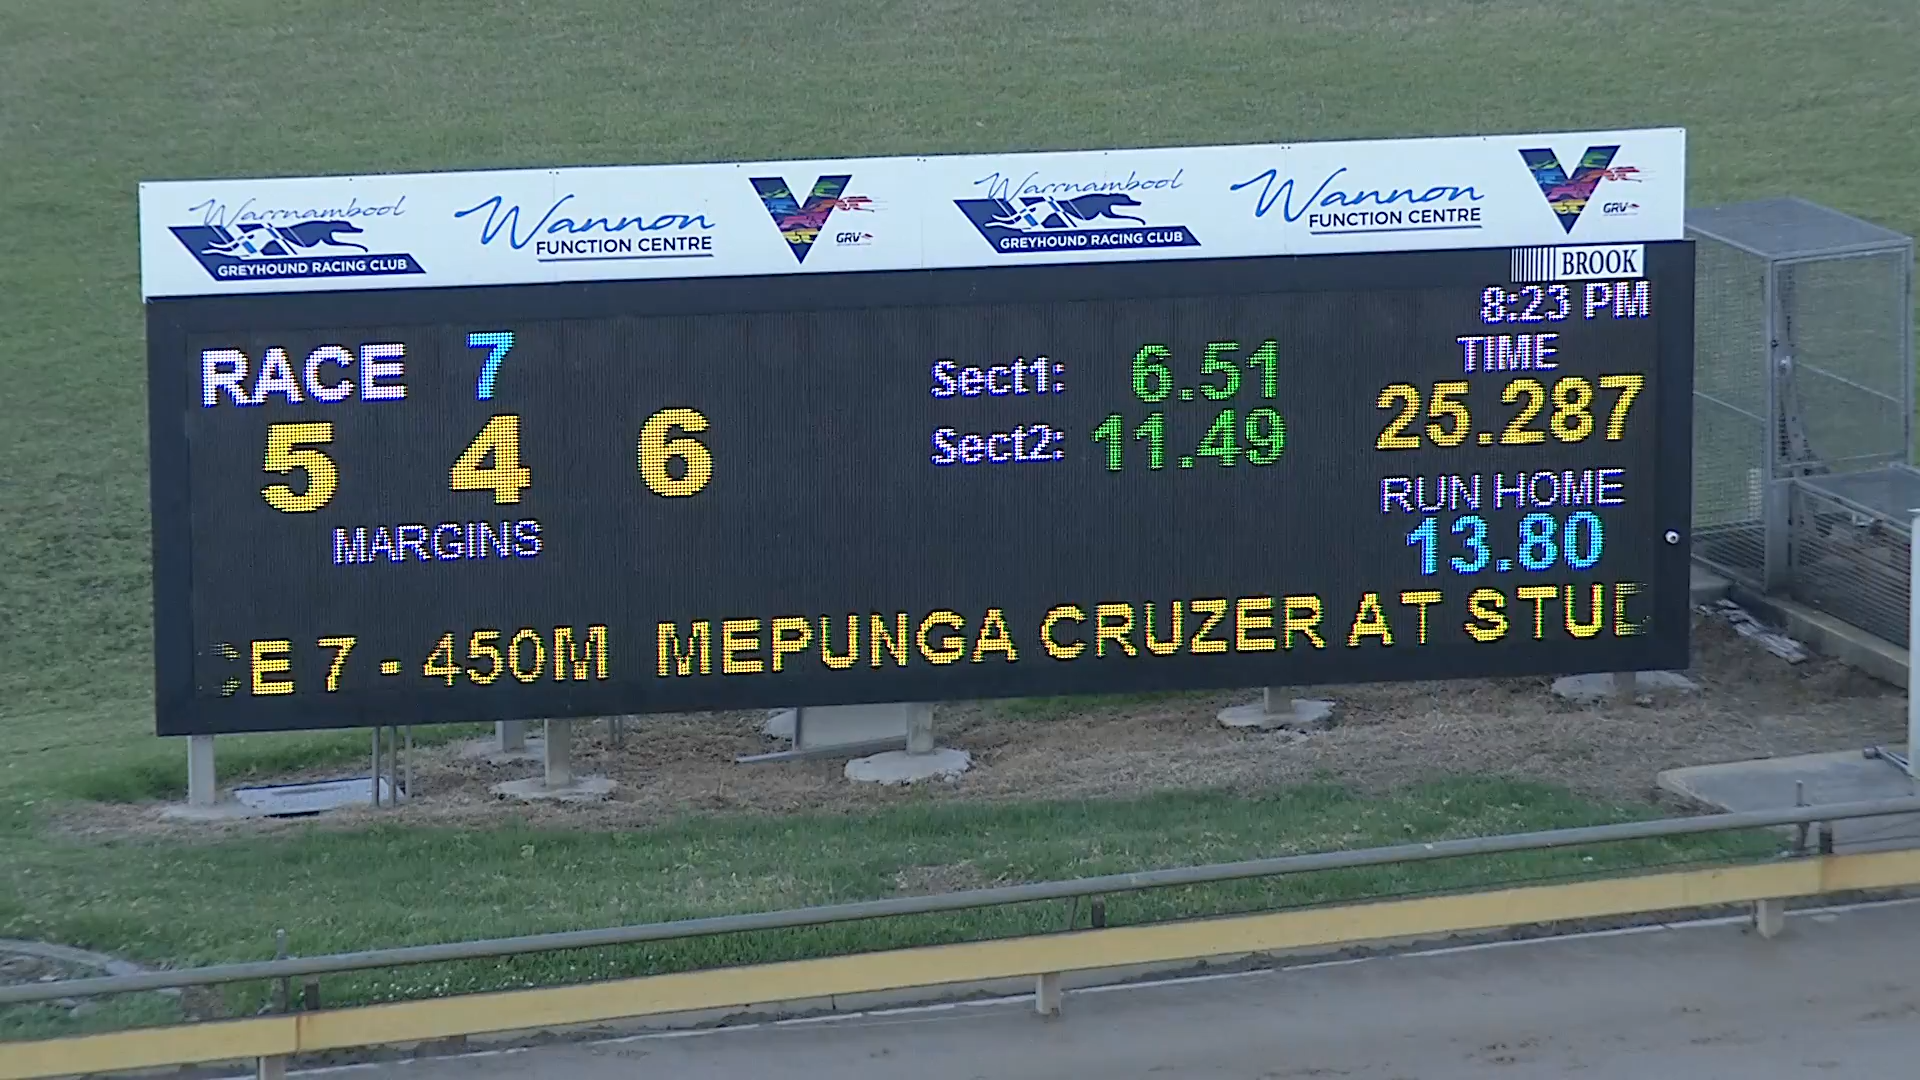 Warrnambool
GREYHOUND RACING CLUB
Wannon
FUNCTION CENTRE
V
GRV
Warrnambool
GREYHOUND RACING CLUB
Wannon
FUNCTION CENTRE
V
GRV
BROOK
8:23 PM
RACE 7
5 4 6
MARGINS
Sect1: 6.51
Sect2: 11.49
TIME
25.287
RUN HOME
13.80
CE 7 - 450M MEPUNGA CRUZER AT STUD